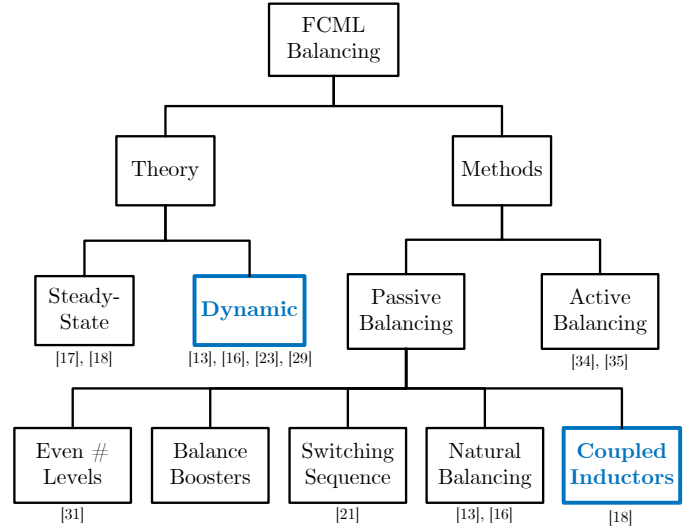 FCML
Balancing
Theory
Methods
Steady-
State
Dynamic
Passive
Balancing
Active
Balancing
[17], [18]
[13], [16], [23], [29]
[34], [35]
Even #
Levels
Balance
Boosters
Switching
Sequence
Natural
Balancing
Coupled
Inductors
[31]
[21]
[13], [16]
[18]